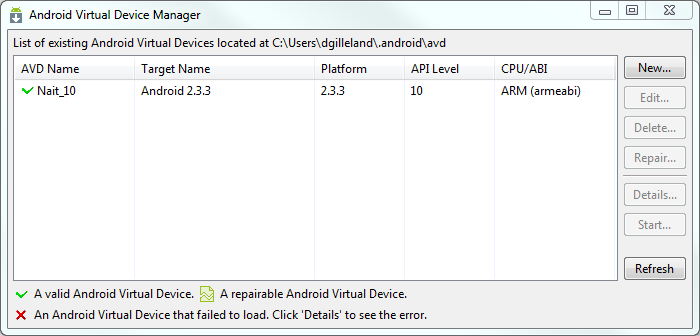 Android Virtual Device Manager
List of existing Android Virtual Devices located at C:\Users\dgilleland\.android\avd
AVD Name Target Name Platform API Level CPU/ABI
Nait_10 Android 2.3.3 2.3.3 10 ARM (armeabi)
New...
Edit...
Delete...
Repair...
Details...
Start...
Refresh
A valid Android Virtual Device. A repairable Android Virtual Device.
An Android Virtual Device that failed to load. Click 'Details' to see the error.